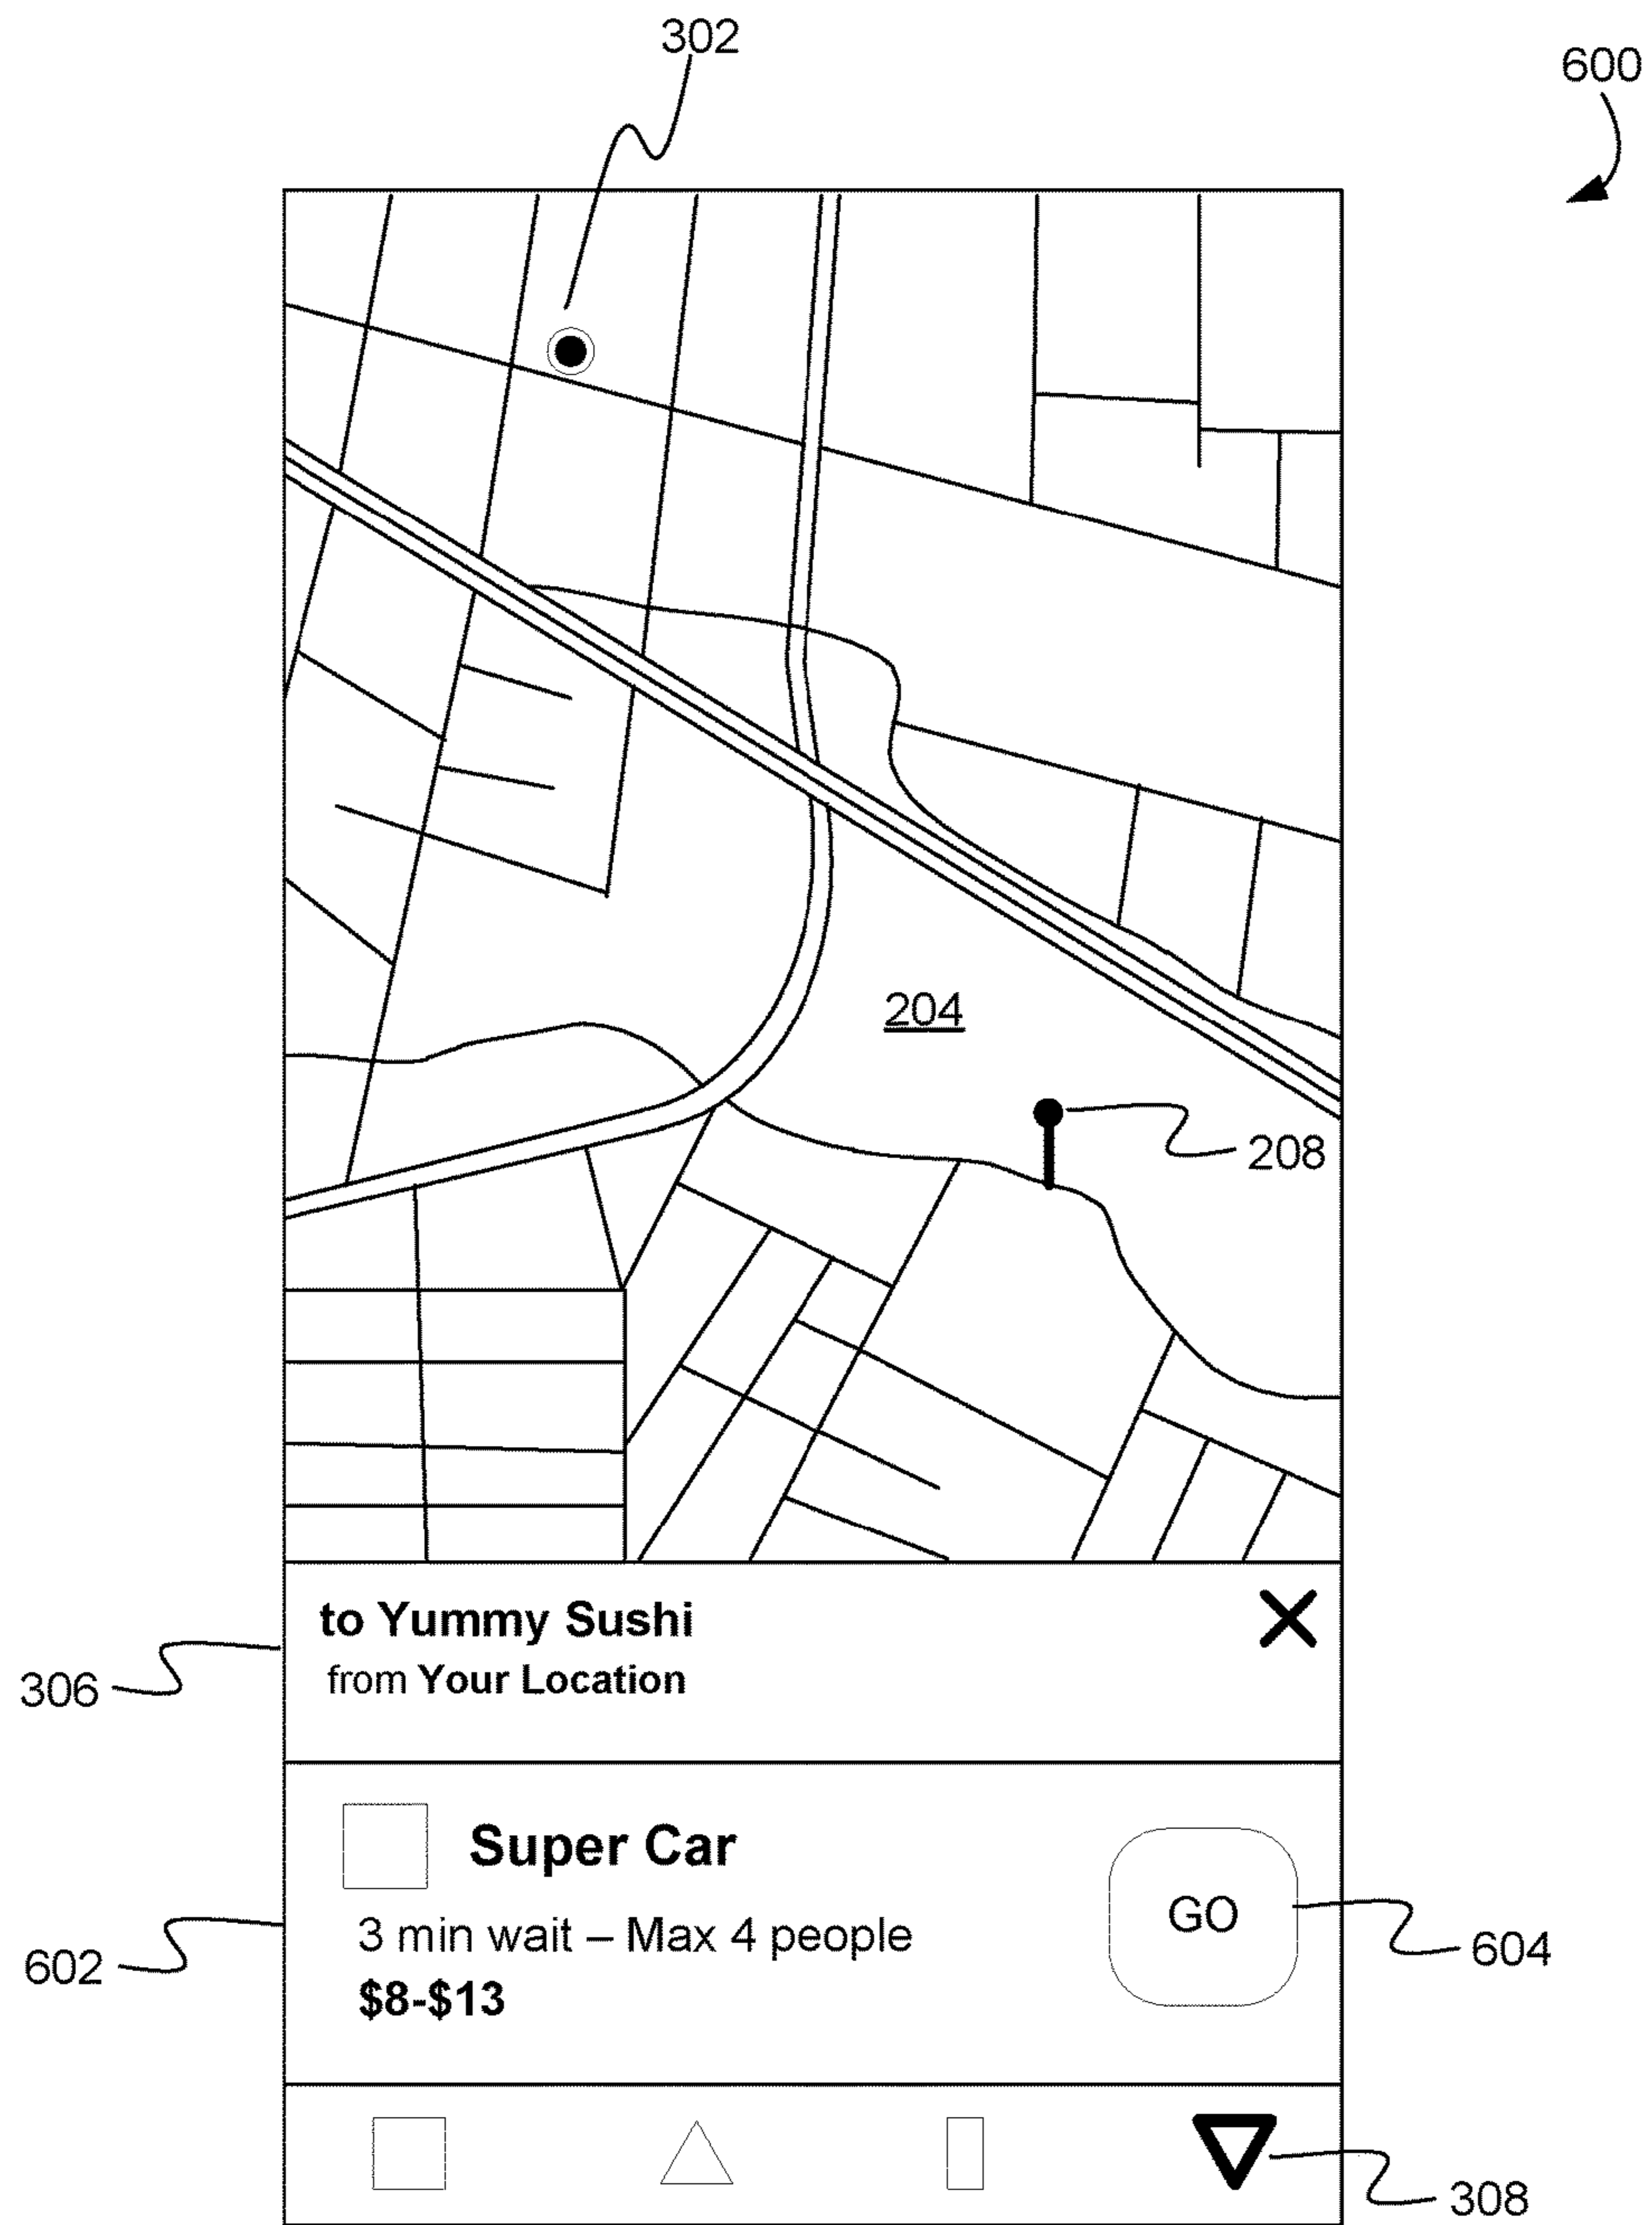 302
600
204
208
to Yummy Sushi
from Your Location
306
Super Car
3 min wait – Max 4 people
$8-$13
GO
602
604
308